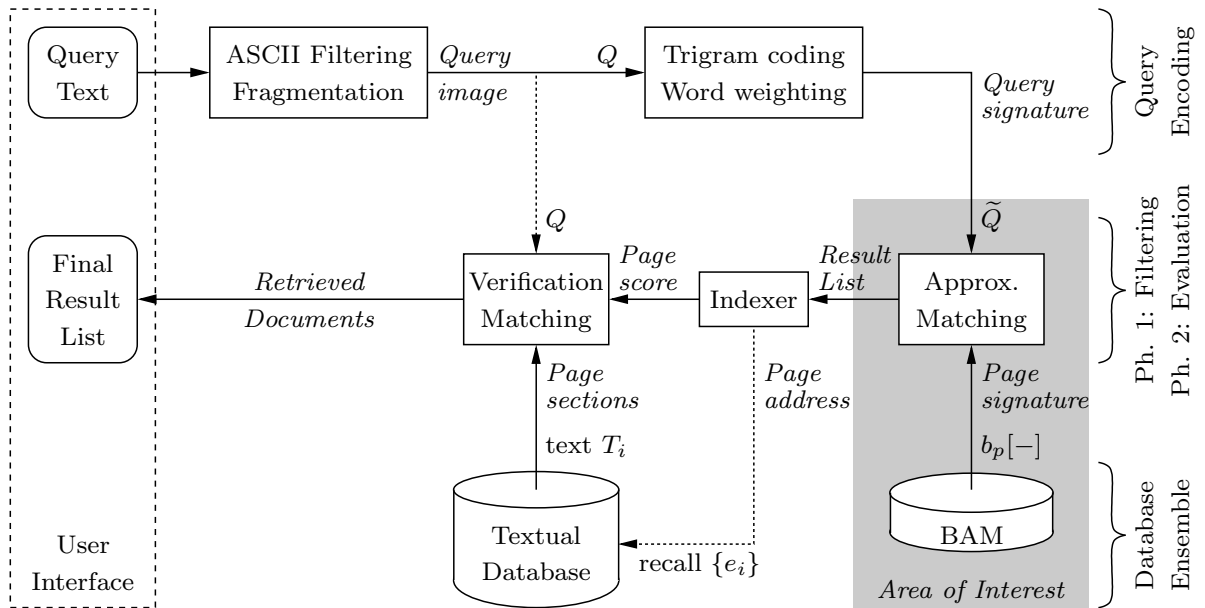 Query
Text
ASCII Filtering
Fragmentation
Query
image
Q
Trigram coding
Word weighting
Query
signature
Query
Encoding
Final
Result
List
Retrieved
Documents
Q
Verification
Matching
Page
score
Indexer
Result
List
Q̃
Approx.
Matching
Ph. 1: Filtering
Ph. 2: Evaluation
Page
sections
text Tᵢ
Page
address
Page
signature
bₚ[−]
User
Interface
Textual
Database
recall {eᵢ}
BAM
Area of Interest
Database
Ensemble